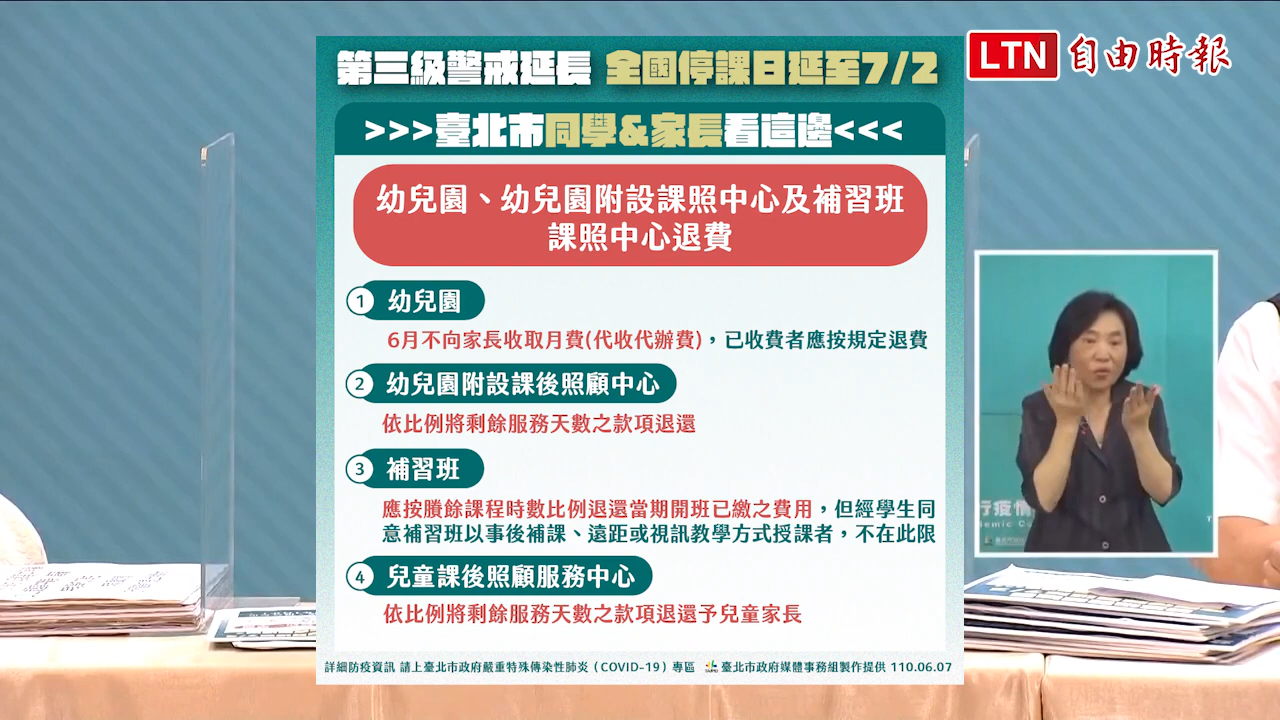 第三級警戒延長 全國停課日延至7/2
LTN 自由時報
>>>臺北市同學&家長看這邊<<<
幼兒園、幼兒園附設課照中心及補習班
課照中心退費
1 幼兒園
6月不向家長收取月費(代收代辦費),已收費者應按規定退費
2 幼兒園附設課後照顧中心
依比例將剩餘服務天數之款項退還
3 補習班
應按賸餘課程時數比例退還當期開班已繳之費用,但經學生同
意補習班以事後補課、遠距或視訊教學方式授課者,不在此限
4 兒童課後照顧服務中心
依比例將剩餘服務天數之款項退還予兒童家長
詳細防疫資訊 請上臺北市政府嚴重特殊傳染性肺炎(COVID-19)專區 TAIPEI 臺北市政府媒體事務組製作提供 110.06.07
行疫情